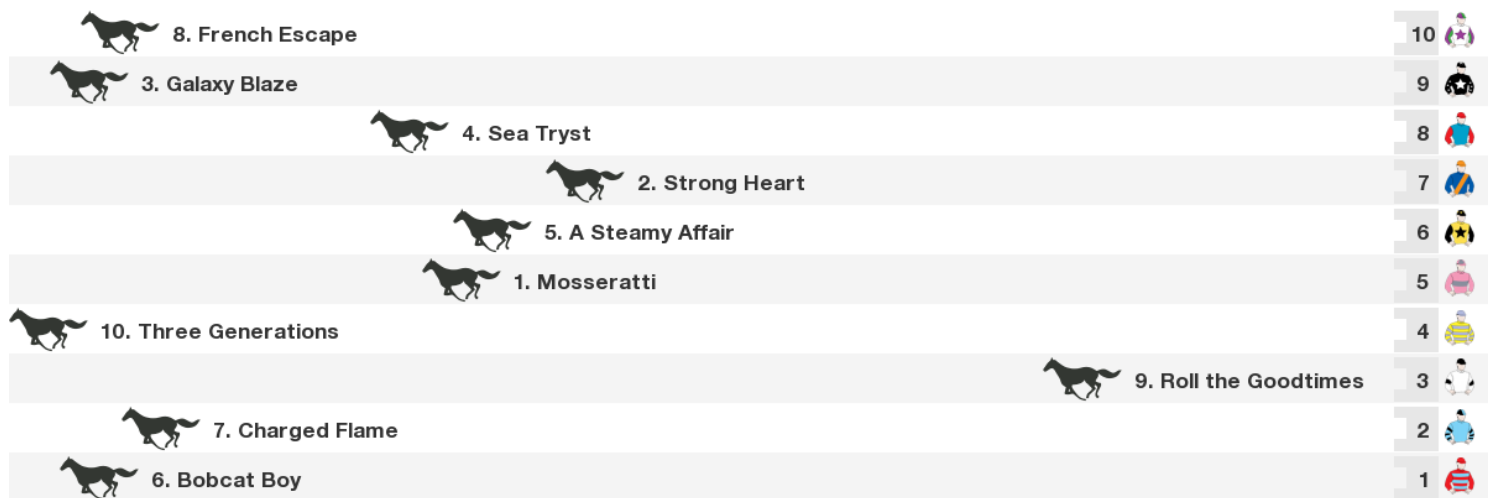 8. French Escape 10
3. Galaxy Blaze 9
4. Sea Tryst 8
2. Strong Heart 7
5. A Steamy Affair 6
1. Mosseratti 5
10. Three Generations 4
9. Roll the Goodtimes 3
7. Charged Flame 2
6. Bobcat Boy 1